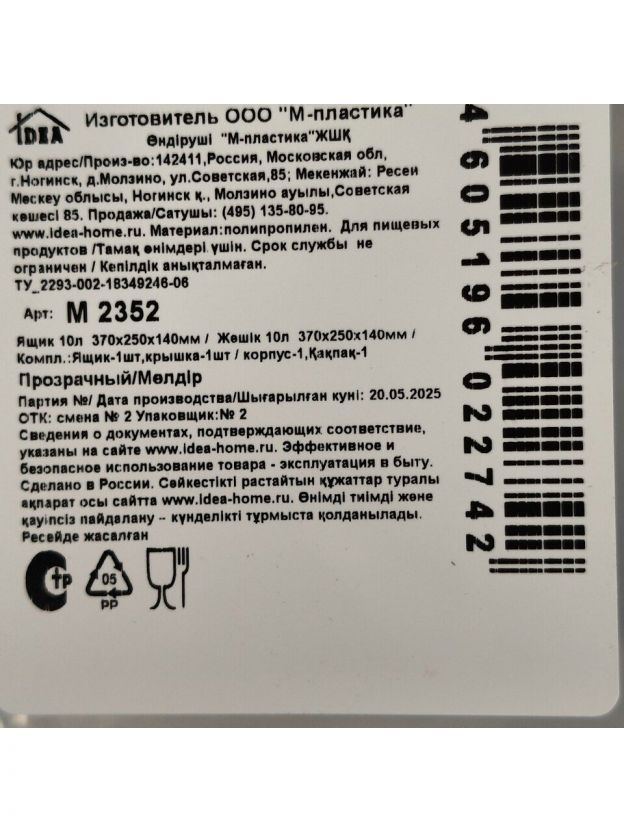 IDEA
Изготовитель ООО "М-пластика"
Өндіруші "М-пластика"ЖШҚ
Юр адрес/Произ-во:142411,Россия, Московская обл,
г.Ногинск, д.Молзино, ул.Советская,85; Мекенжай: Ресей
Мескеу облысы, Ногинск қ., Молзино ауылы,Советская
көшесі 85. Продажа/Сатушы: (495) 135-80-95.
www.idea-home.ru. Материал:полипропилен. Для пищевых
продуктов /Тамақ өнімдері үшін. Срок службы не
ограничен / Кепілдік анықталмаған.
ТУ_2293-002-18349246-06
Арт: М 2352
Ящик 10л 370х250х140мм / Жәшік 10л 370х250х140мм /
Компл.:Ящик-1шт,крышка-1шт / корпус-1,Қақпақ-1
Прозрачный/Мөлдір
Партия №/ Дата производства/Шығарылған күні: 20.05.2025
ОТК: смена № 2 Упаковщик:№ 2
Сведения о документах, подтверждающих соответствие,
указаны на сайте www.idea-home.ru. Эффективное и
безопасное использование товара - эксплуатация в быту.
Сделано в России. Сәйкестікті растайтын құжаттар туралы
ақпарат осы сайтта www.idea-home.ru. Өнімді тиімді және
қауіпсіз пайдалану – күнделікті тұрмыста қолданылады.
Ресейде жасалған
СТР
05
PP
4605196022742